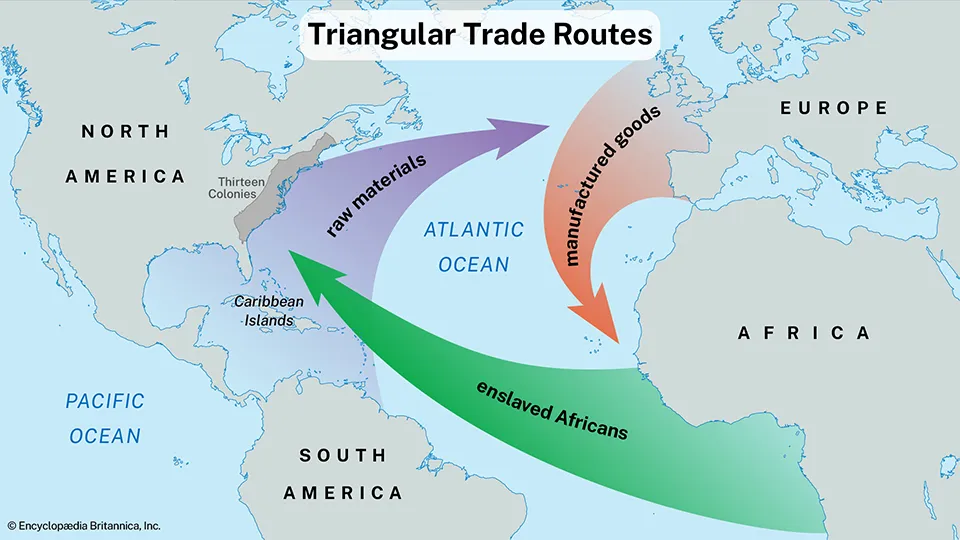 Triangular Trade Routes
NORTH
AMERICA
Thirteen
Colonies
raw materials
manufactured goods
EUROPE
ATLANTIC
OCEAN
Caribbean
Islands
AFRICA
enslaved Africans
PACIFIC
OCEAN
SOUTH
AMERICA
© Encyclopædia Britannica, Inc.